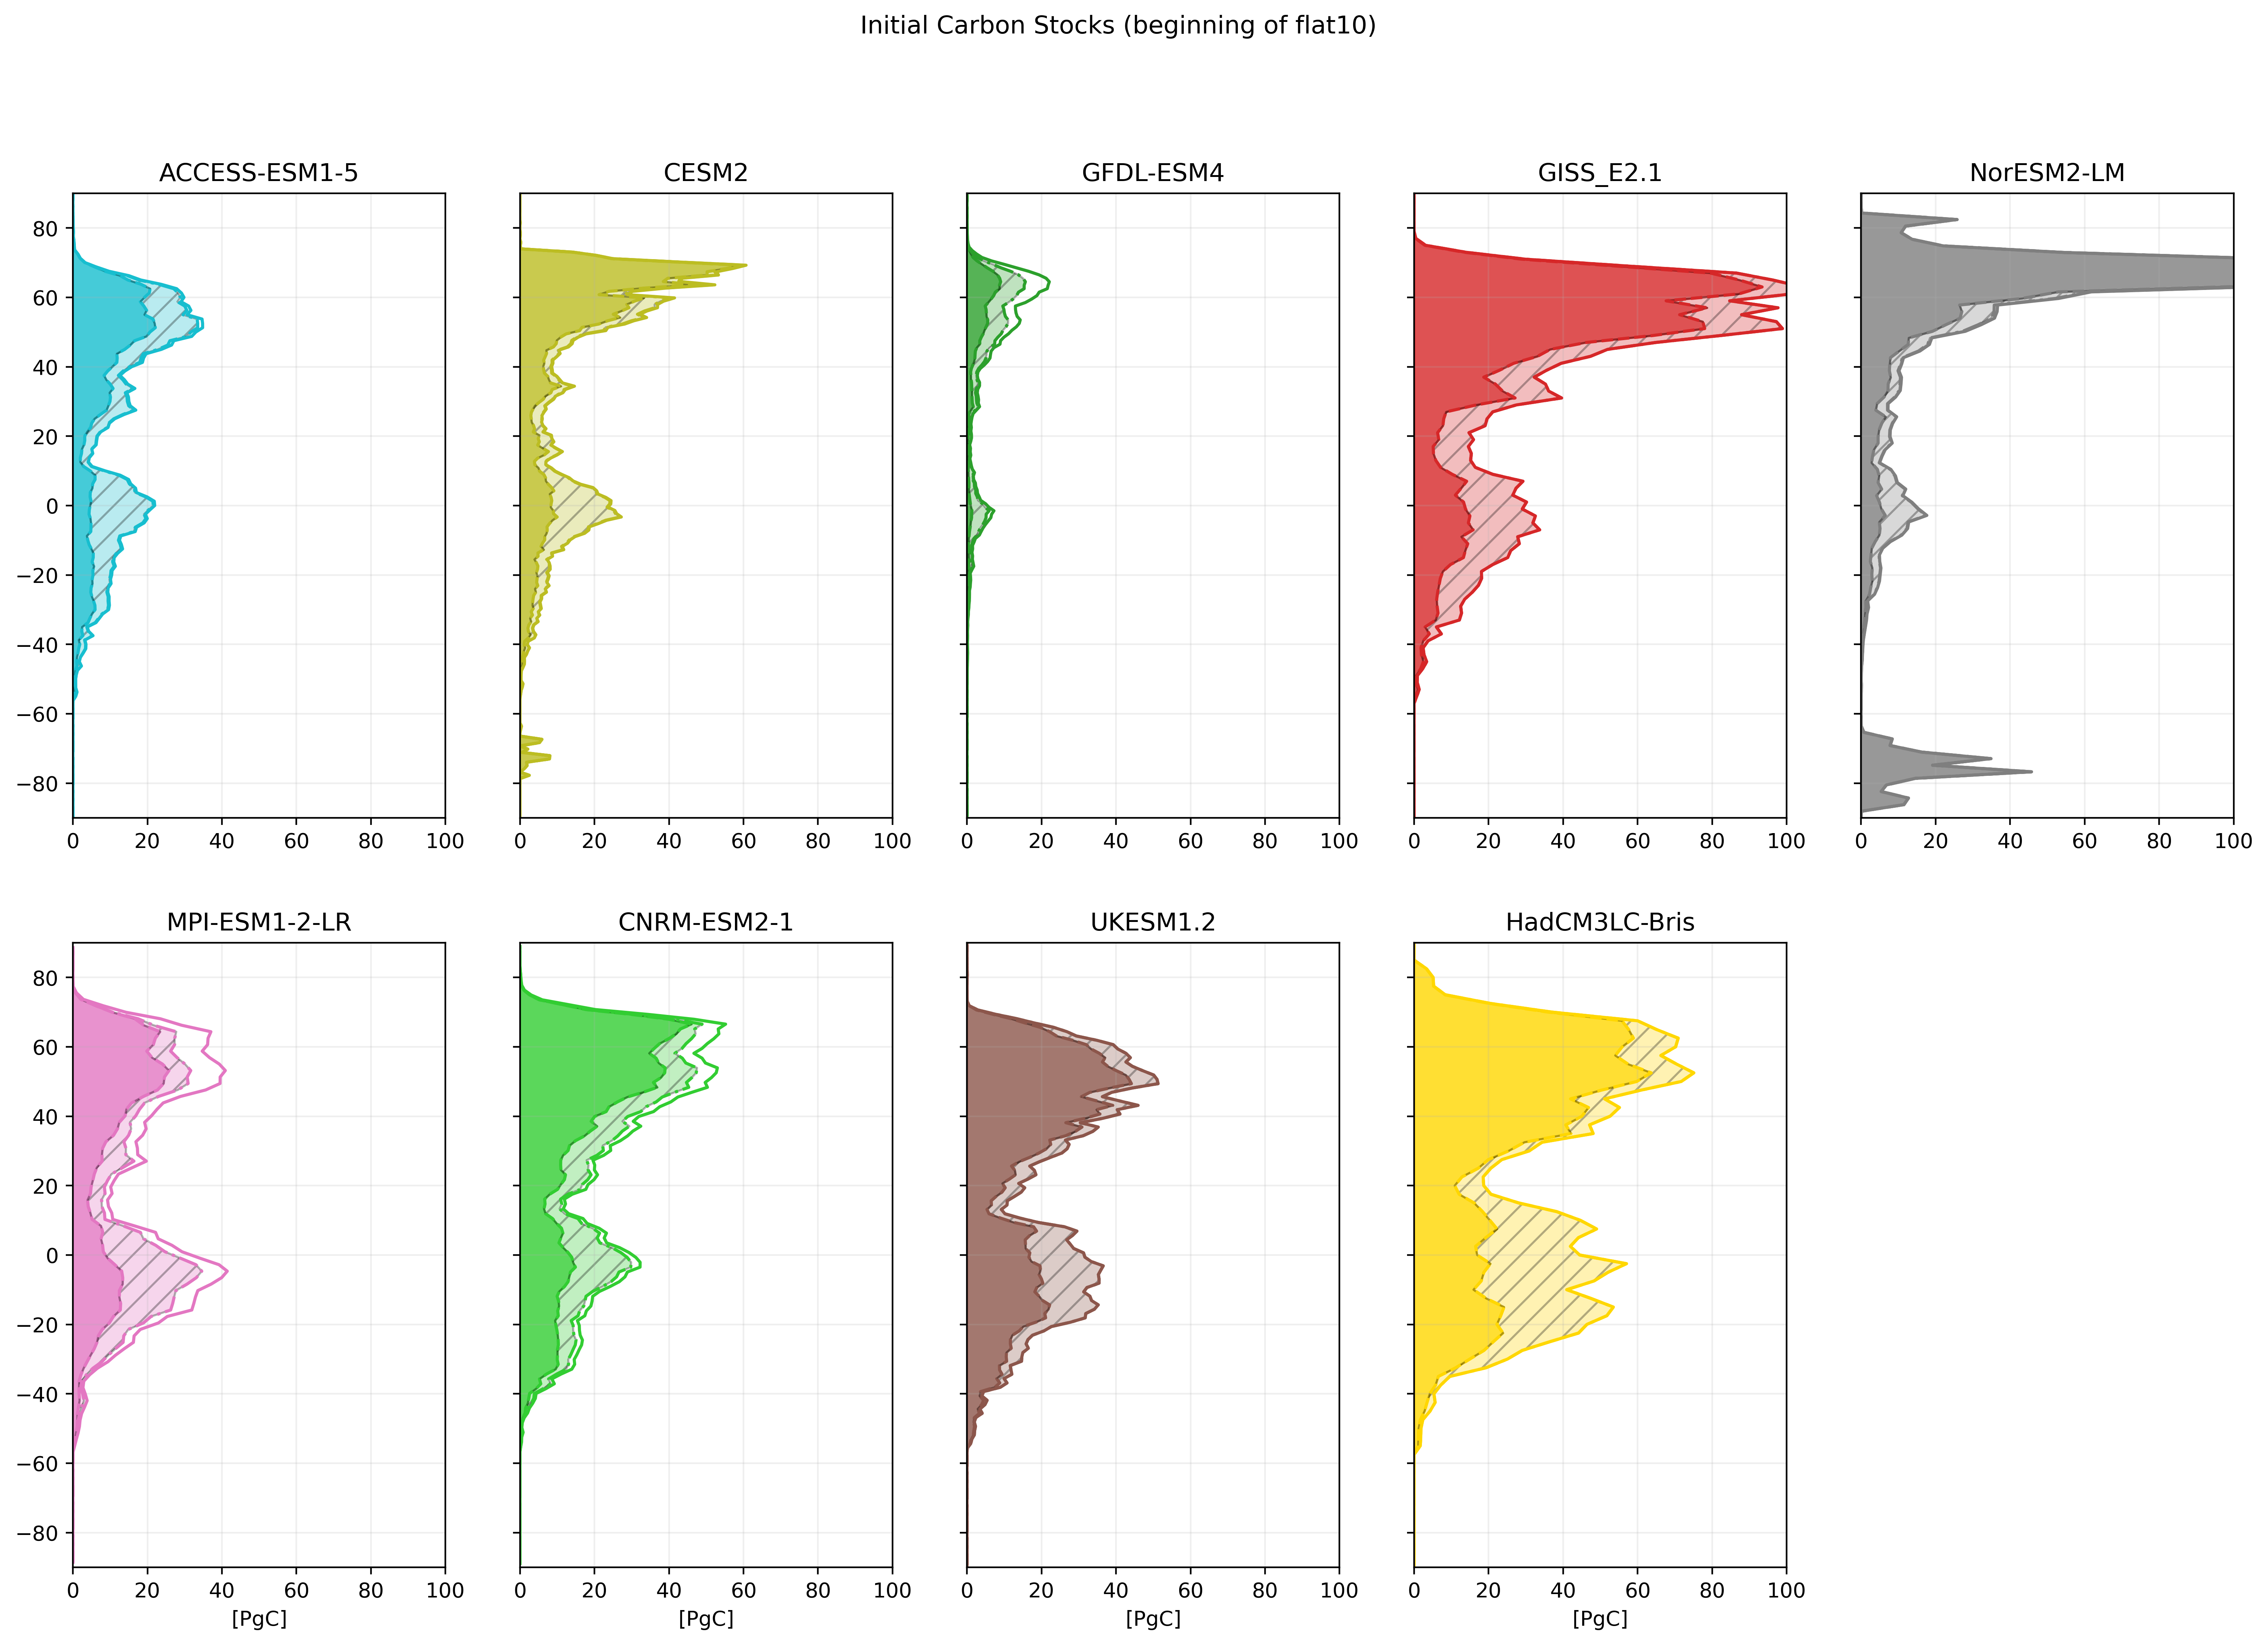 Initial Carbon Stocks (beginning of flat10)
ACCESS-ESM1-5
CESM2
GFDL-ESM4
GISS_E2.1
NorESM2-LM
80
60
40
20
0
−20
−40
−60
−80
0 20 40 60 80 100
0 20 40 60 80 100
0 20 40 60 80 100
0 20 40 60 80 100
0 20 40 60 80 100
MPI-ESM1-2-LR
CNRM-ESM2-1
UKESM1.2
HadCM3LC-Bris
80
60
40
20
0
−20
−40
−60
−80
0 20 40 60 80 100
0 20 40 60 80 100
0 20 40 60 80 100
0 20 40 60 80 100
[PgC]
[PgC]
[PgC]
[PgC]